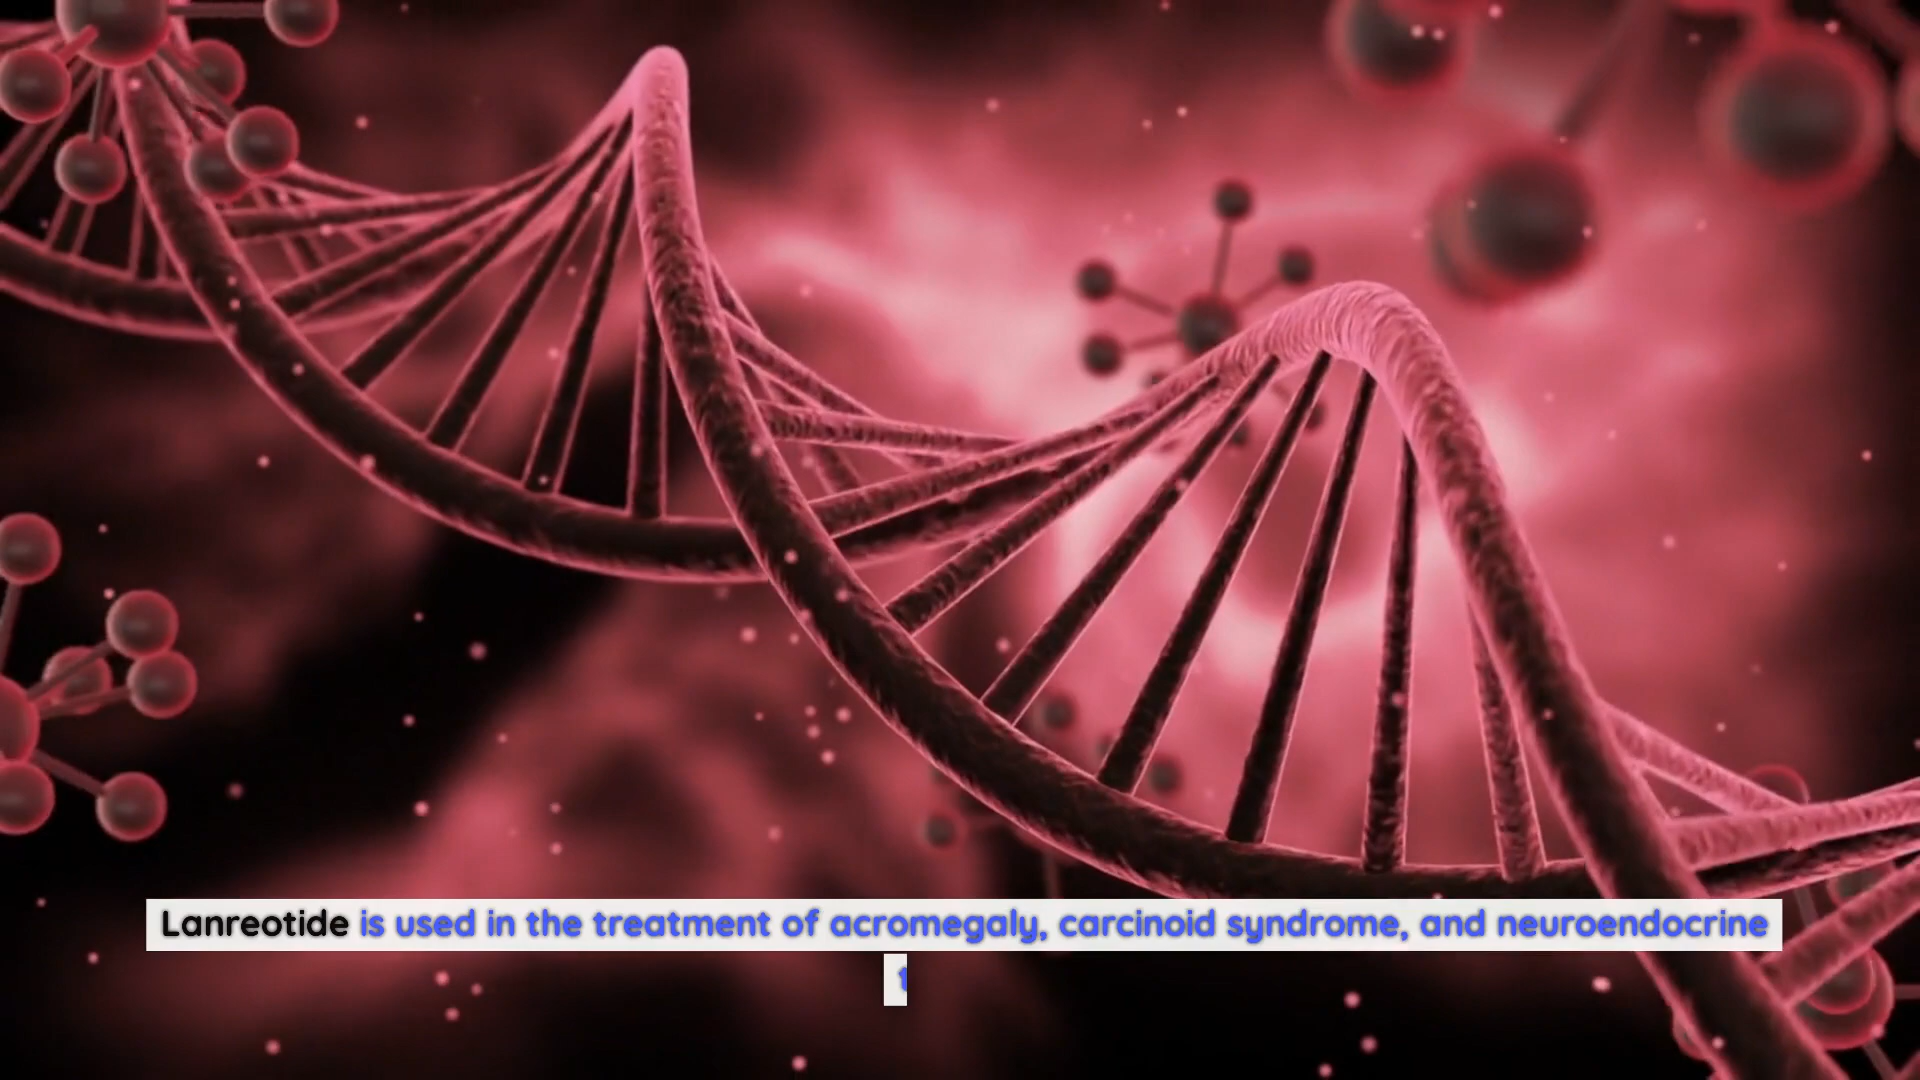 Lanreotide is used in the treatment of acromegaly, carcinoid syndrome, and neuroendocrine
t